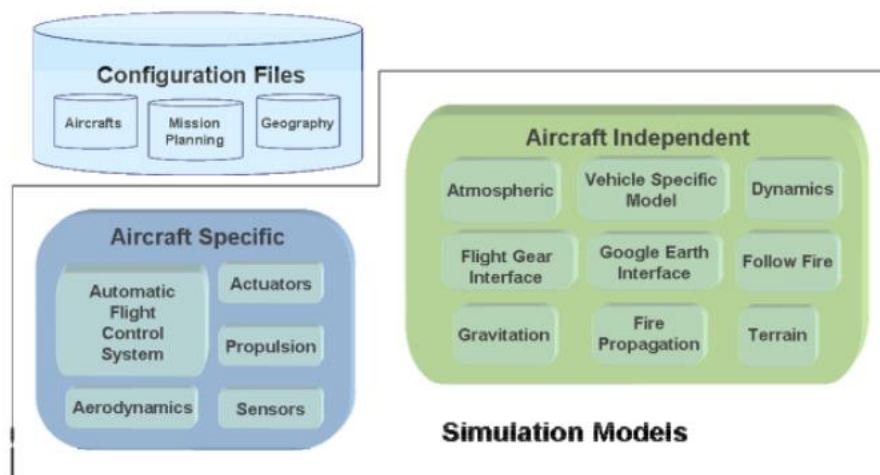 Configuration Files
Aircrafts
Mission
Planning
Geography
Aircraft Independent
Atmospheric
Vehicle Specific
Model
Dynamics
Flight Gear
Interface
Google Earth
Interface
Follow Fire
Gravitation
Fire
Propagation
Terrain
Aircraft Specific
Automatic
Flight
Control
System
Actuators
Propulsion
Aerodynamics
Sensors
Simulation Models